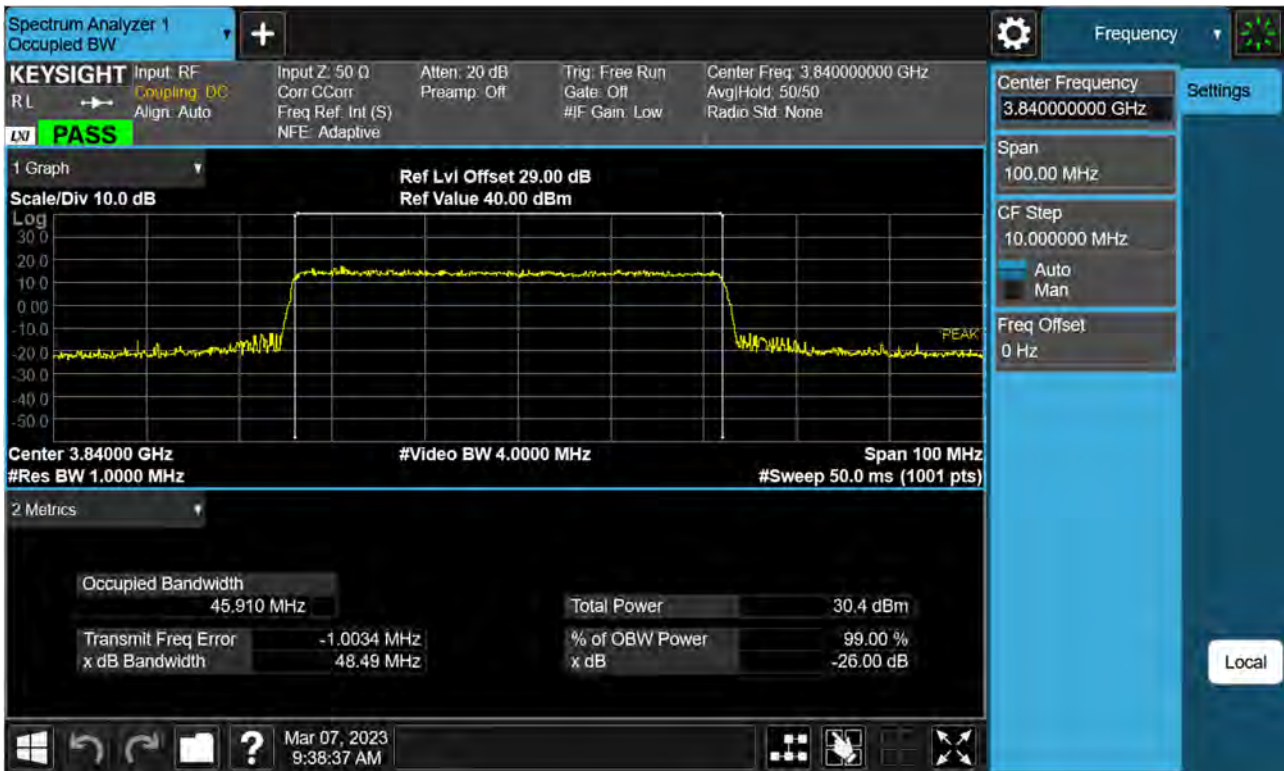 Spectrum Analyzer 1
Occupied BW
Frequency
KEYSIGHT
R L
LXI
PASS
Input: RF
Coupling: DC
Align: Auto
Input Z: 50 Ω
Corr CCorr
Freq Ref: Int (S)
NFE: Adaptive
Atten: 20 dB
Preamp: Off
Trig: Free Run
Gate: Off
#IF Gain: Low
Center Freq: 3.840000000 GHz
Avg|Hold: 50/50
Radio Std: None
1 Graph
Scale/Div 10.0 dB
Ref Lvl Offset 29.00 dB
Ref Value 40.00 dBm
Log
30.0
20.0
10.0
0.00
-10.0
-20.0
-30.0
-40.0
-50.0
PEAK
Center 3.84000 GHz
#Video BW 4.0000 MHz
Span 100 MHz
#Res BW 1.0000 MHz
#Sweep 50.0 ms (1001 pts)
2 Metrics
Occupied Bandwidth
45.910 MHz
Total Power 30.4 dBm
Transmit Freq Error -1.0034 MHz
% of OBW Power 99.00 %
x dB Bandwidth 48.49 MHz
x dB -26.00 dB
Center Frequency
3.840000000 GHz
Settings
Span
100.00 MHz
CF Step
10.000000 MHz
Auto
Man
Freq Offset
0 Hz
Local
?
Mar 07, 2023
9:38:37 AM